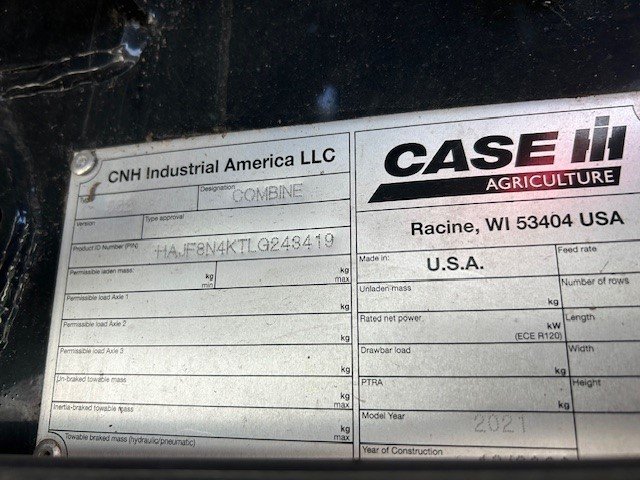 CNH Industrial America LLC
Designation
COMBINE
Version
Type approval
Product ID Number (PIN)
HAJF8N4KTLG243419
Permissible laden mass:
kg
min
kg
max
Permissible load Axle 1
kg
Permissible load Axle 2
kg
Permissible load Axle 3
kg
Un-braked towable mass
kg
Inertia-braked towable mass
kg
max
Towable braked mass (hydraulic/pneumatic)
CASE IH
AGRICULTURE
Racine, WI 53404 USA
Made in:
U.S.A.
Feed rate
Unladen mass
kg
Number of rows
Rated net power
kW
(ECE R120)
Length
Drawbar load
kg
Width
PTRA
kg
Height
Model Year
2021
Year of Construction